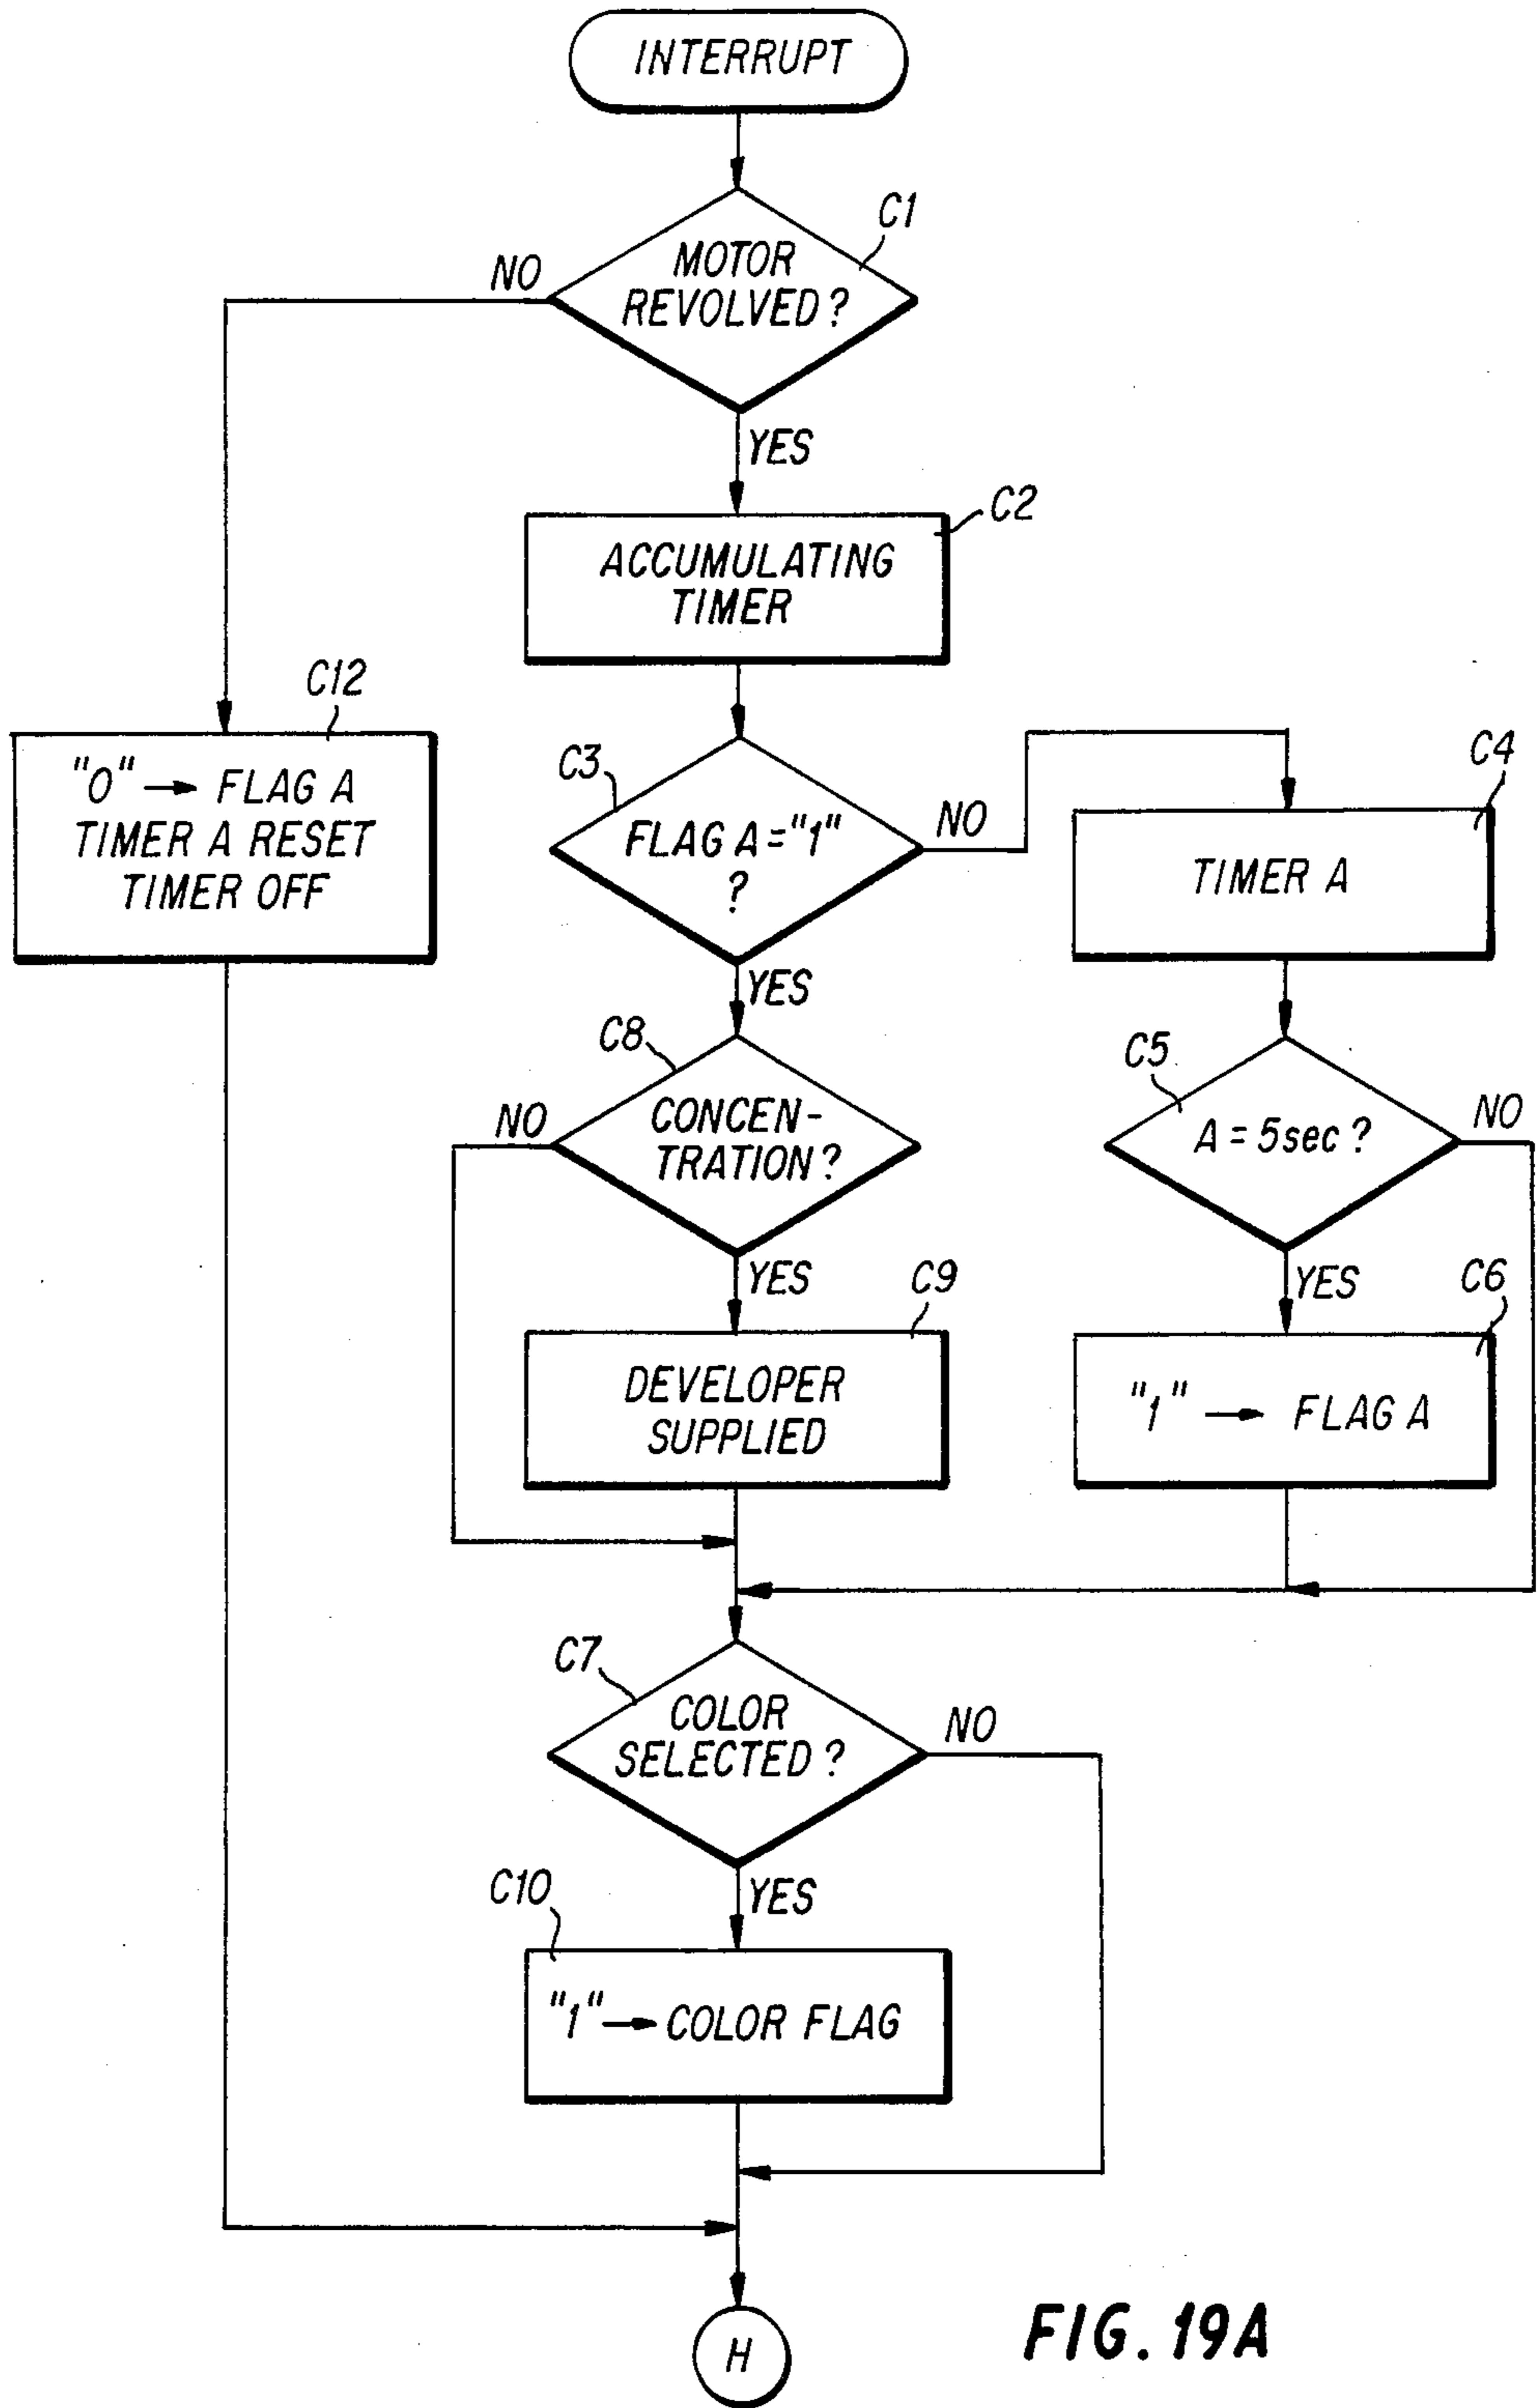 INTERRUPT
C1
MOTOR
REVOLVED?
NO
YES
C2
ACCUMULATING
TIMER
C12
"0" → FLAG A
TIMER A RESET
TIMER OFF
C3
FLAG A = "1"
?
NO
YES
C4
TIMER A
C8
CONCEN-
TRATION?
NO
YES
C5
A = 5sec?
NO
YES
C9
DEVELOPER
SUPPLIED
C6
"1" → FLAG A
C7
COLOR
SELECTED?
NO
YES
C10
"1" → COLOR FLAG
H
FIG. 19A